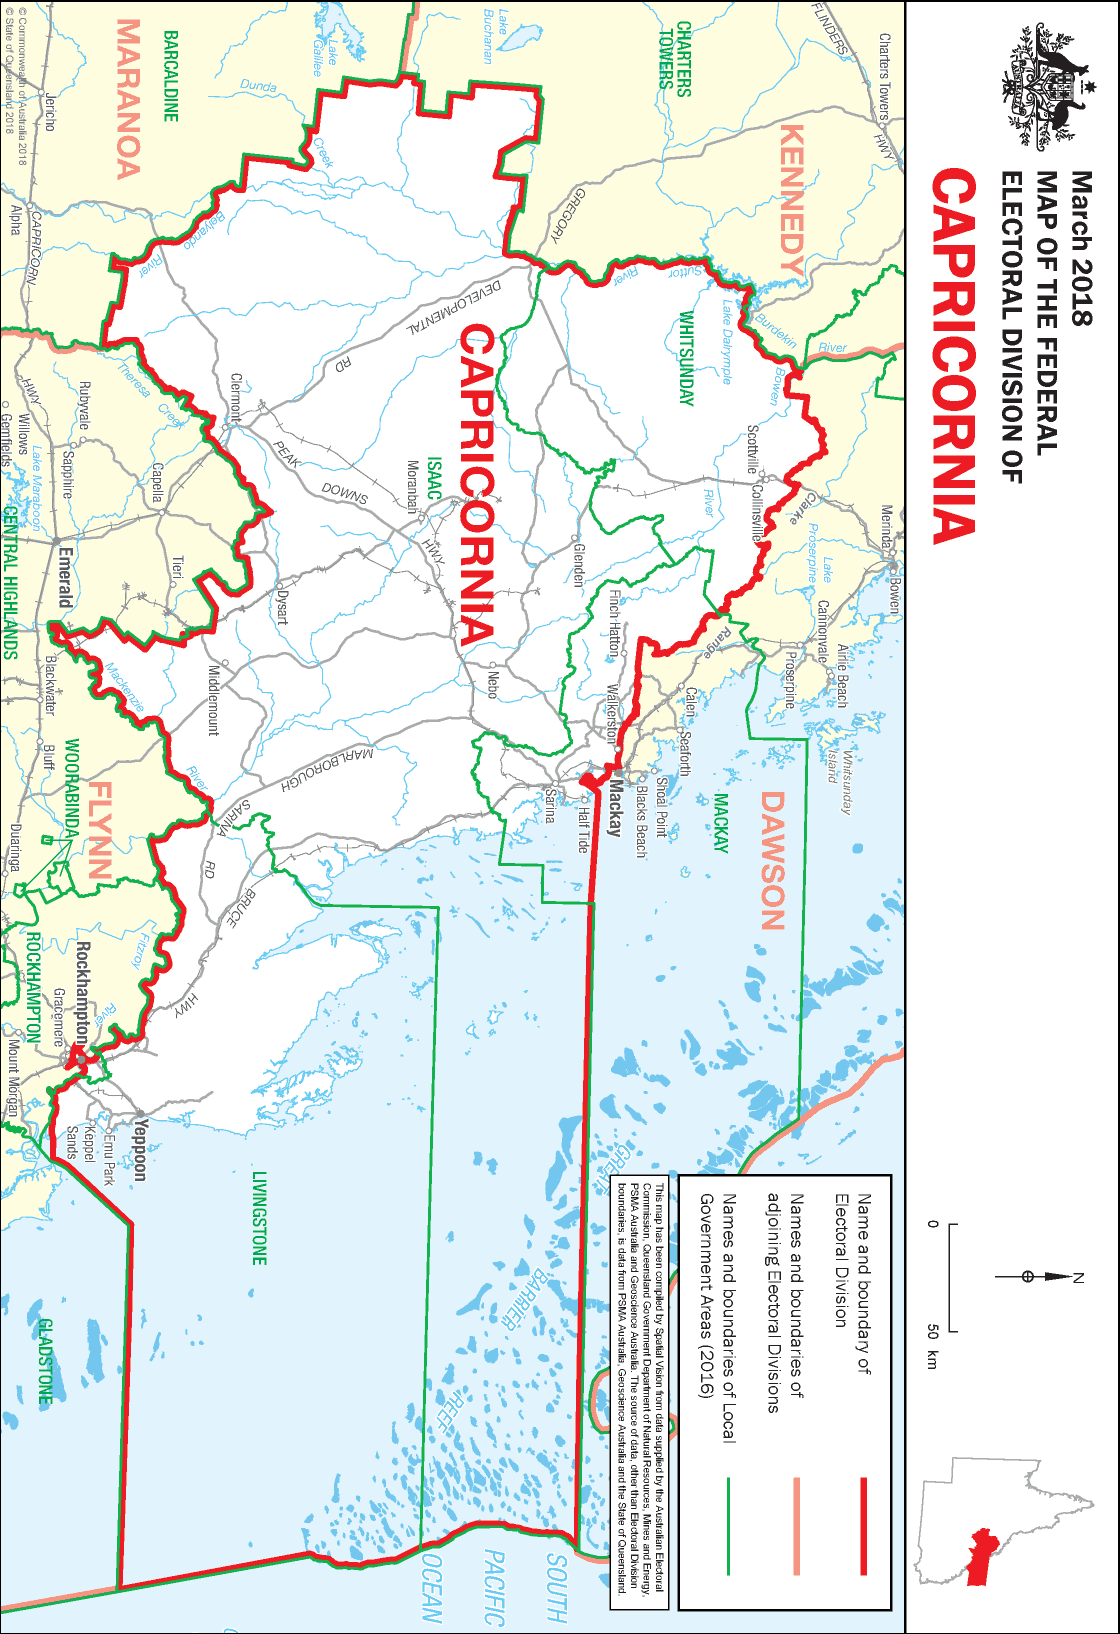 March 2018
MAP OF THE FEDERAL
ELECTORAL DIVISION OF
CAPRICORNIA
N
0 50 km
Name and boundary of
Electoral Division
Names and boundaries of
adjoining Electoral Divisions
Names and boundaries of Local
Government Areas (2016)
This map has been compiled by Spatial Vision from data supplied by the Australian Electoral
Commission, Queensland Government Department of Natural Resources, Mines and Energy,
PSMA Australia and Geoscience Australia. The source of data, other than Electoral Division
boundaries, is data from PSMA Australia, Geoscience Australia and the State of Queensland.
Charters Towers
HWY
FLINDERS
KENNEDY
CHARTERS
TOWERS
Lake
Buchanan
GREGORY
Merinda
Bowen
Burdekin
River
Suttor
River
Lake Dalrymple
Bowen
River
WHITSUNDAY
Scottville
Collinsville
Clarke
Range
Lake
Proserpine
Cannonvale
Airlie Beach
Proserpine
Whitsunday
Island
DAWSON
MACKAY
Calen
Seaforth
Shoal Point
Blacks Beach
Mackay
Half Tide
Walkerston
Finch Hatton
Sarina
Glenden
Nebo
CAPRICORNIA
ISAAC
Moranbah
DEVELOPMENTAL
RD
PEAK
DOWNS
HWY
Clermont
Dysart
Middlemount
MARLBOROUGH
SARINA
RD
BRUCE
HWY
Lake
Galilee
BARCALDINE
MARANOA
Dunda
Creek
Belyando
River
Jericho
CAPRICORN
HWY
Alpha
Theresa
Creek
Rubyvale
Sapphire
Willows
Gemfields
Lake Maraboon
Capella
Tieri
Emerald
CENTRAL HIGHLANDS
Blackwater
Bluff
Mackenzie
River
WOORABINDA
FLYNN
Duaringa
Fitzroy
River
ROCKHAMPTON
Rockhampton
Gracemere
Mount Morgan
Yeppoon
Emu Park
Keppel
Sands
LIVINGSTONE
GLADSTONE
GREAT
BARRIER
REEF
SOUTH
PACIFIC
OCEAN
© Commonwealth of Australia 2018
© State of Queensland 2018